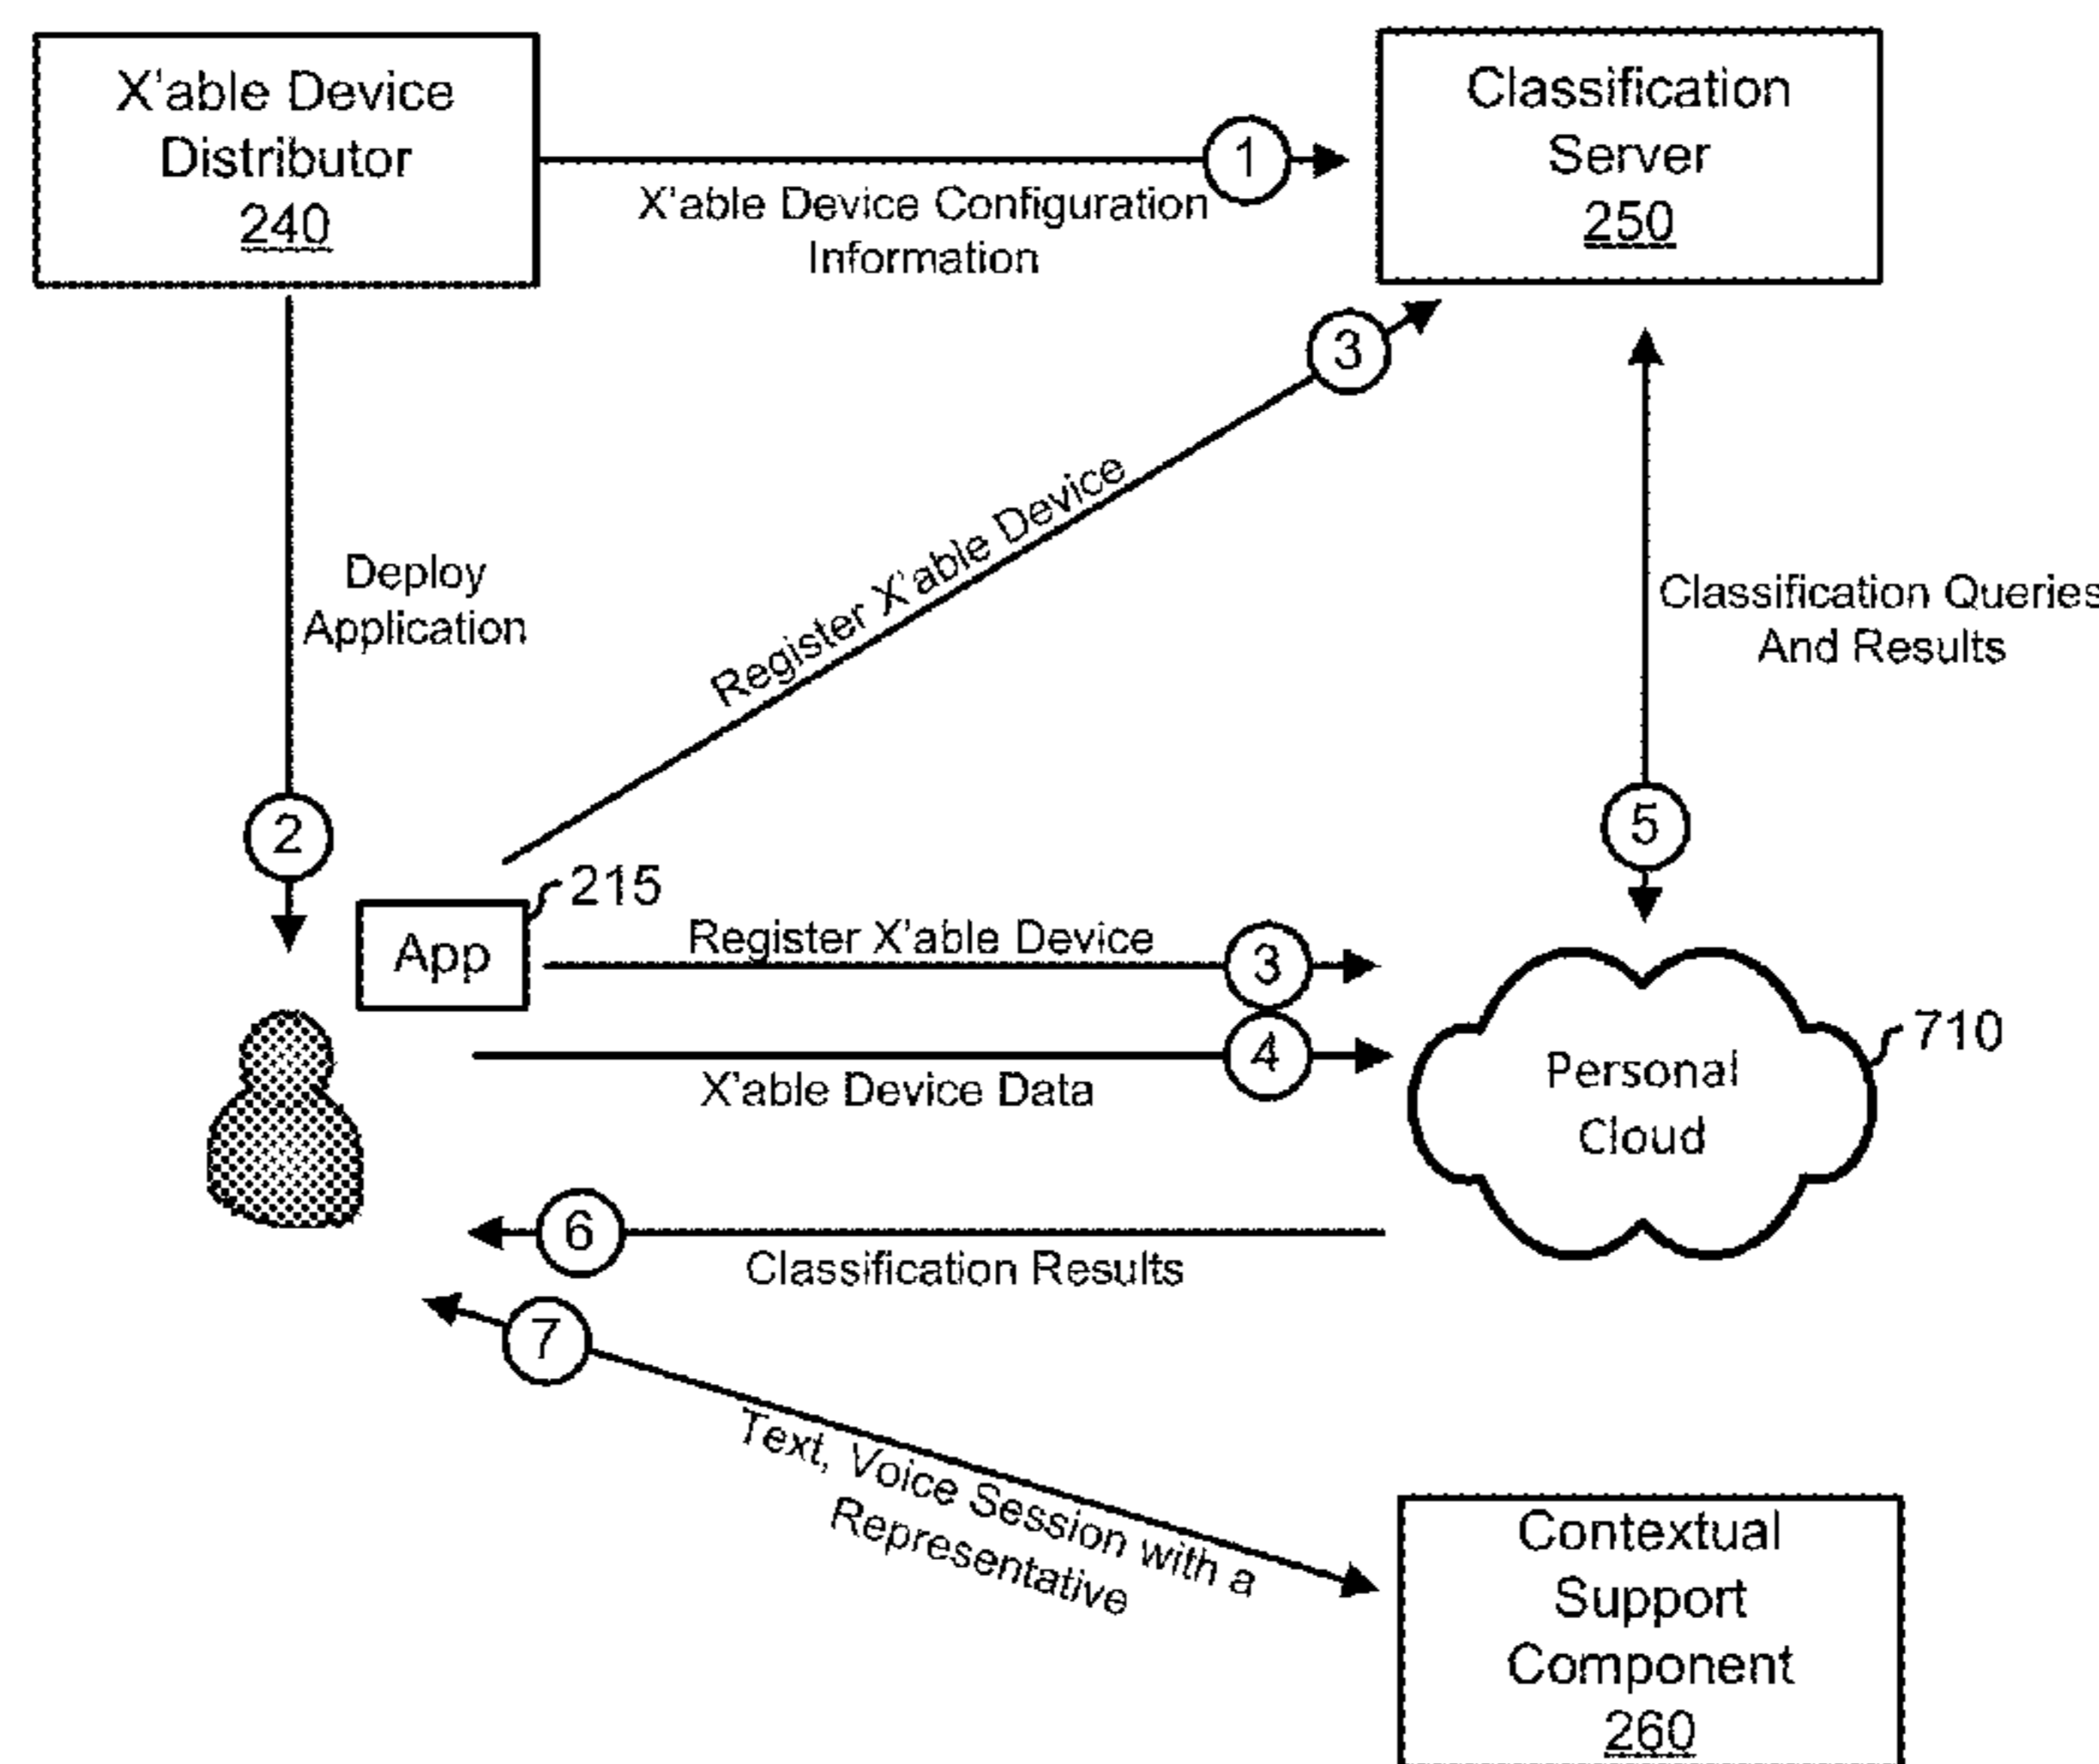 X'able Device
Distributor
240
Classification
Server
250
1
X'able Device Configuration
Information
3
Register X'able Device
Deploy
Application
Classification Queries
And Results
2
5
215
App
Register X'able Device
3
4
X'able Device Data
710
Personal
Cloud
6
Classification Results
7
Text, Voice Session with a
Representative
Contextual
Support
Component
260